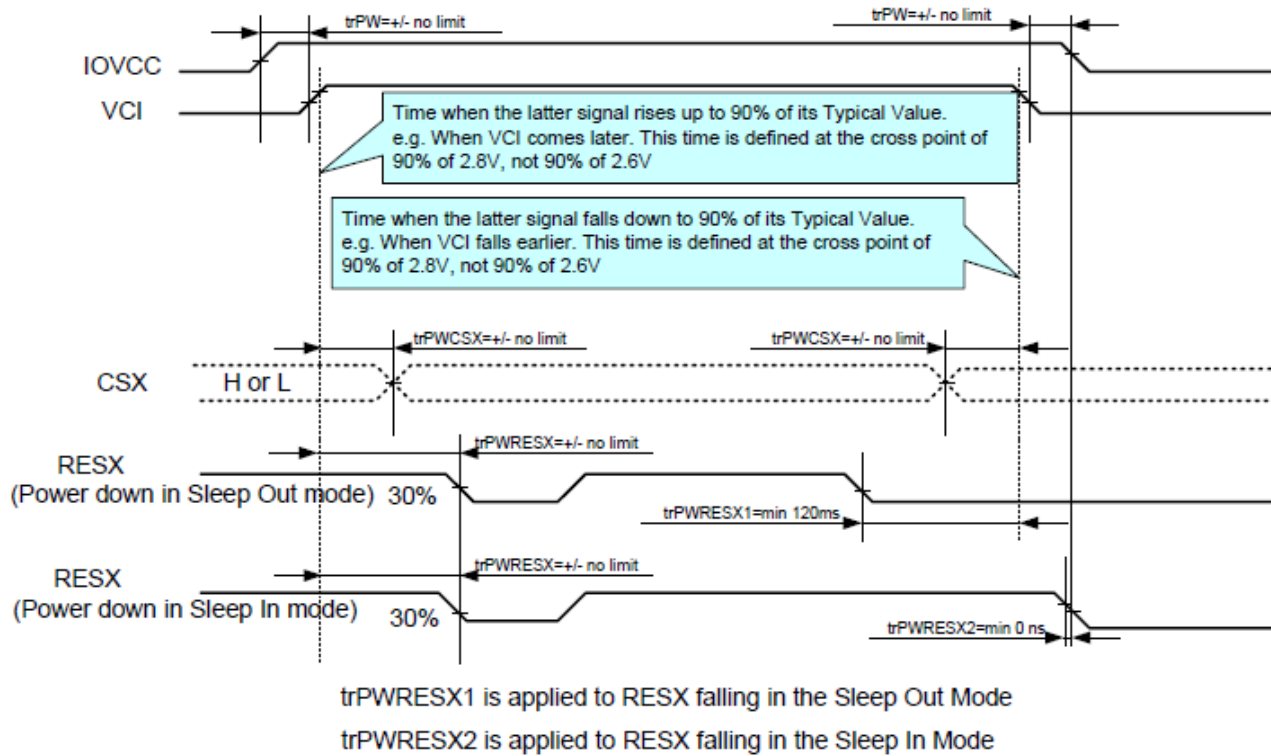 trPW=+/- no limit
trPW=+/- no limit
IOVCC
VCI
Time when the latter signal rises up to 90% of its Typical Value.
e.g. When VCI comes later. This time is defined at the cross point of
90% of 2.8V, not 90% of 2.6V
Time when the latter signal falls down to 90% of its Typical Value.
e.g. When VCI falls earlier. This time is defined at the cross point of
90% of 2.8V, not 90% of 2.6V
trPWCSX=+/- no limit
trPWCSX=+/- no limit
CSX
H or L
trPWRESX=+/- no limit
RESX
(Power down in Sleep Out mode)
30%
trPWRESX1=min 120ms
trPWRESX=+/- no limit
RESX
(Power down in Sleep In mode)
30%
trPWRESX2=min 0 ns
trPWRESX1 is applied to RESX falling in the Sleep Out Mode
trPWRESX2 is applied to RESX falling in the Sleep In Mode